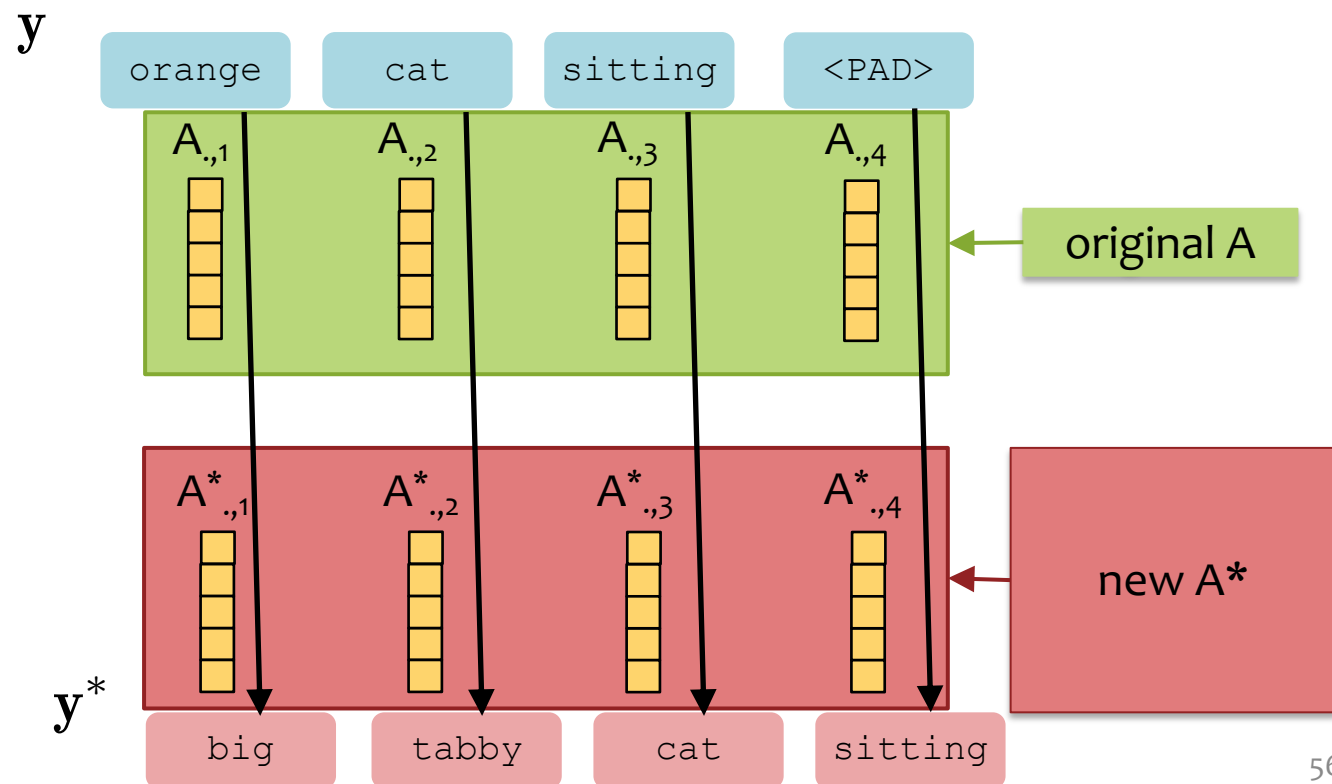 y
orange cat sitting <PAD>
A.,1 A.,2 A.,3 A.,4
original A
A*.,1 A*.,2 A*.,3 A*.,4
new A*
y*
big tabby cat sitting